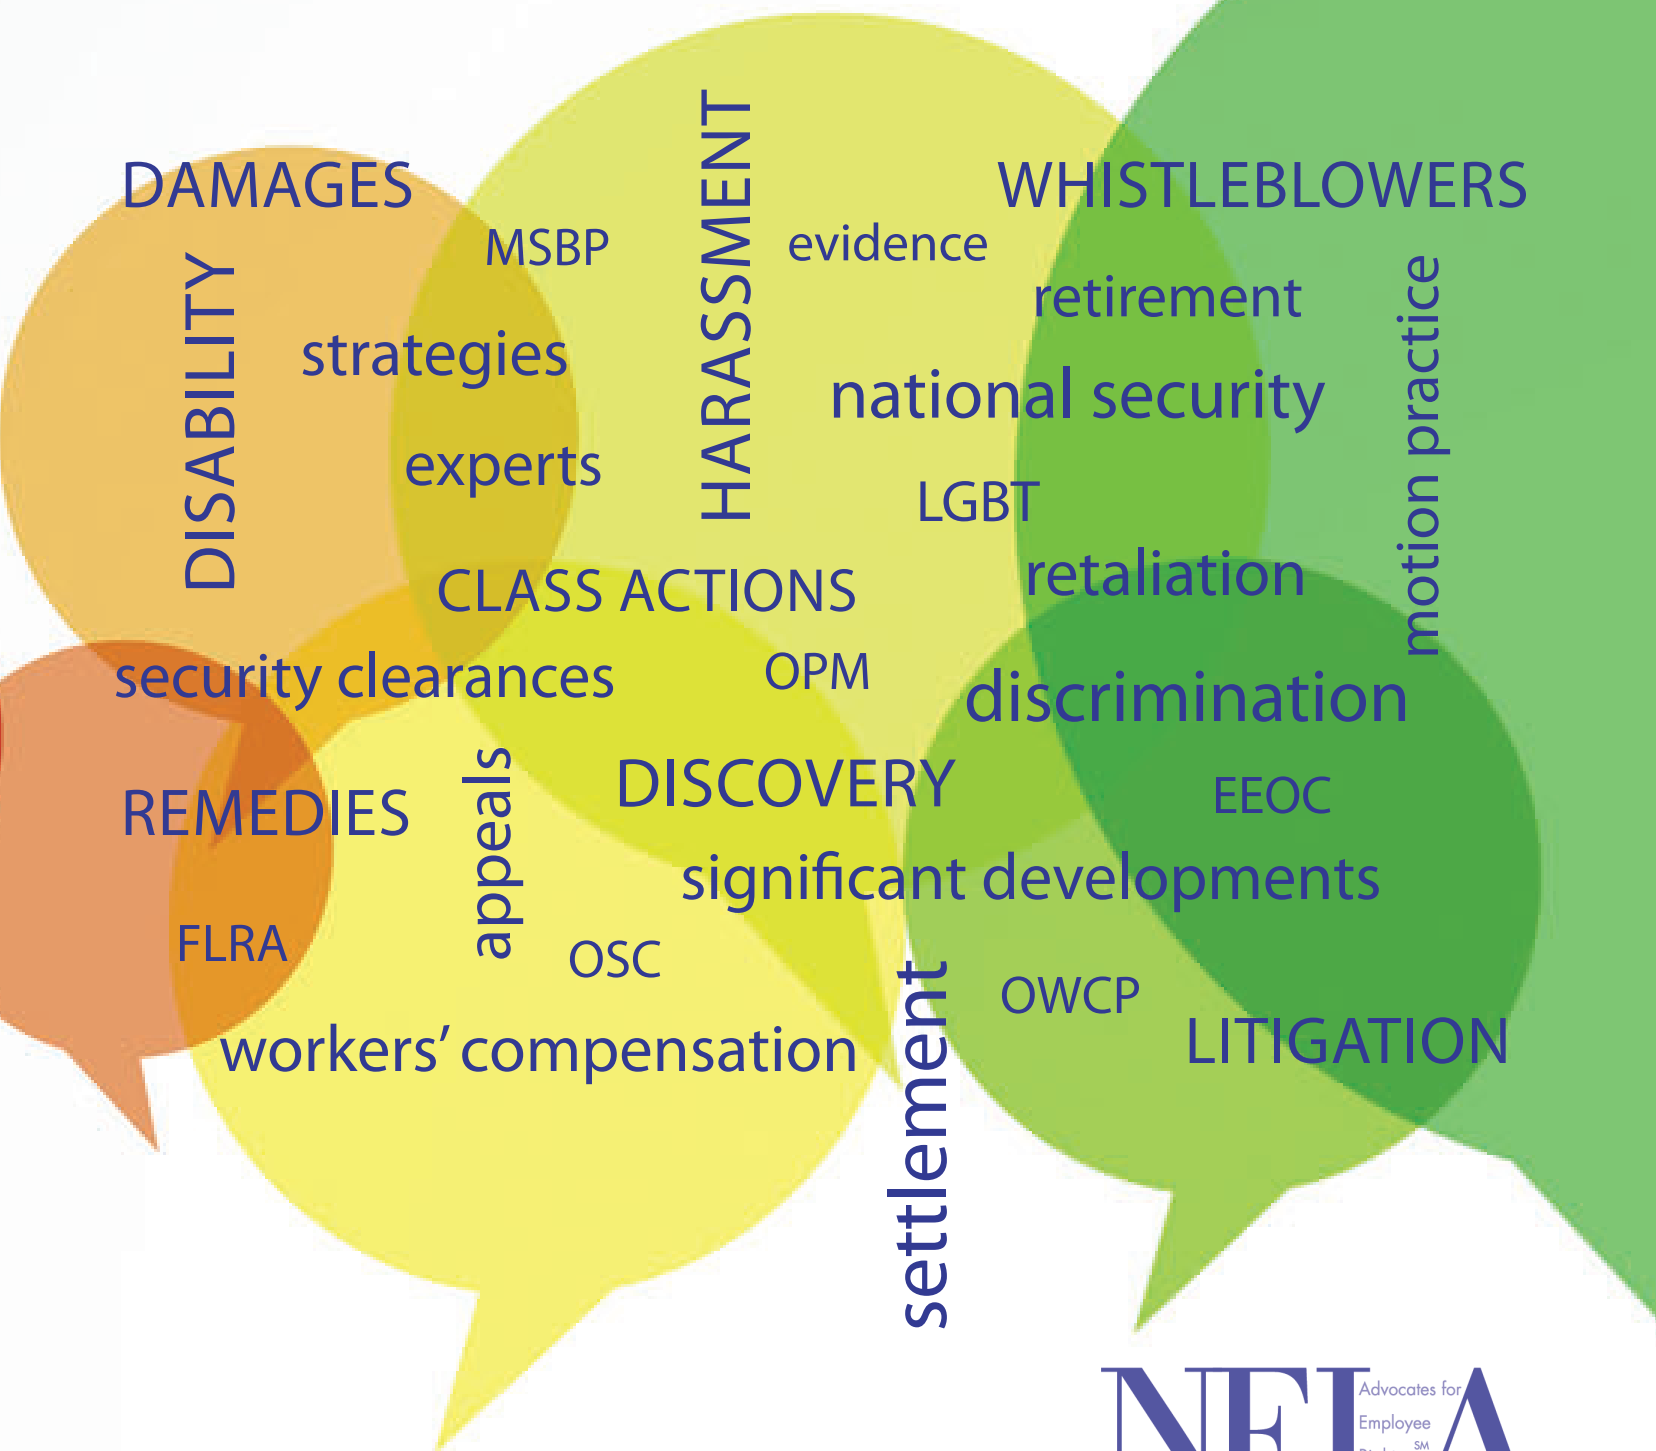 DAMAGES
HARASSMENT
WHISTLEBLOWERS
MSBP
evidence
DISABILITY
retirement
motion practice
strategies
national security
experts
LGBT
CLASS ACTIONS
retaliation
security clearances
OPM
discrimination
appeals
DISCOVERY
REMEDIES
EEOC
significant developments
FLRA
OSC
settlement
OWCP
workers’ compensation
LITIGATION
NELA
Advocates for
Employee
SM